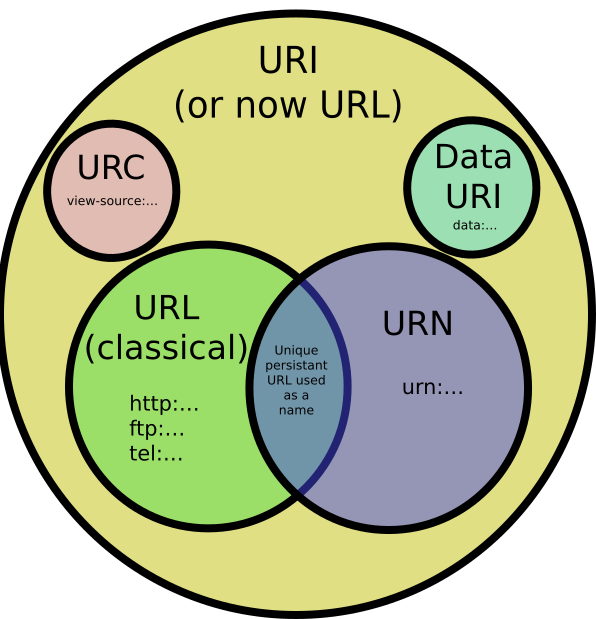 URI
(or now URL)
URC
view-source:...
Data
URI
data:...
URL
(classical)
http:...
ftp:...
tel:...
Unique
persistant
URL used
as a
name
URN
urn:...